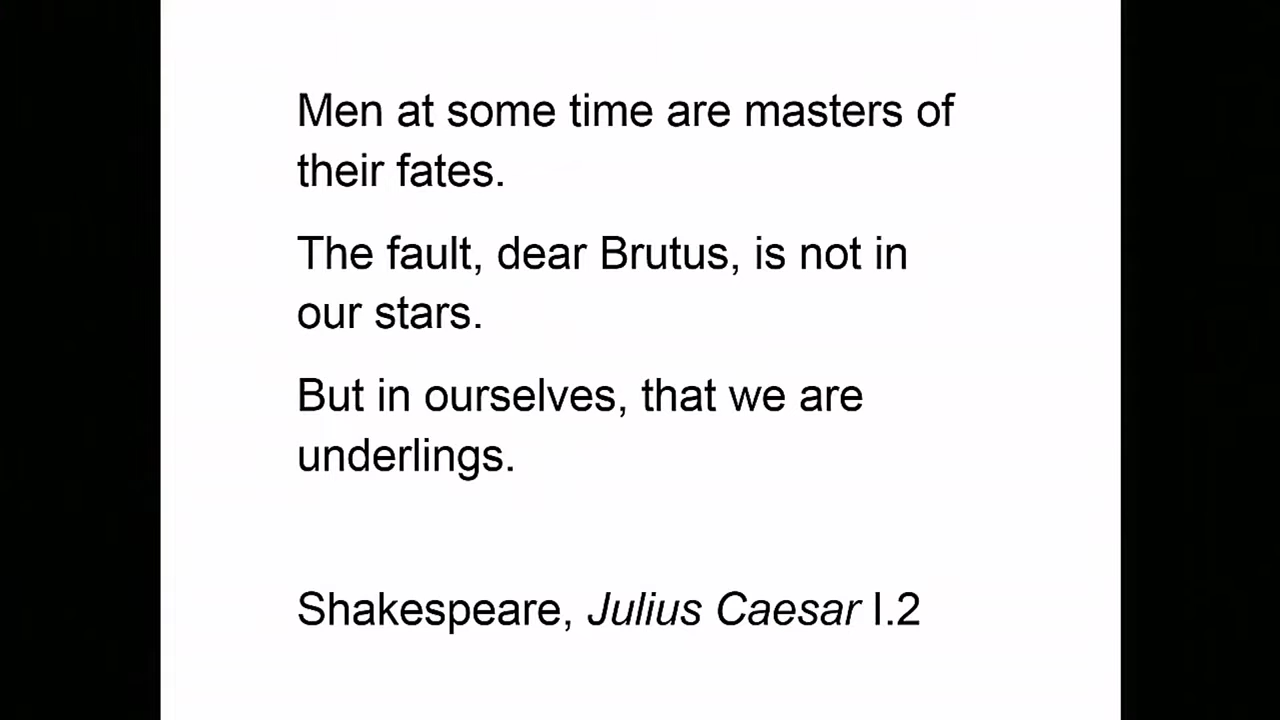 Men at some time are masters of
their fates.
The fault, dear Brutus, is not in
our stars.
But in ourselves, that we are
underlings.
Shakespeare, Julius Caesar I.2